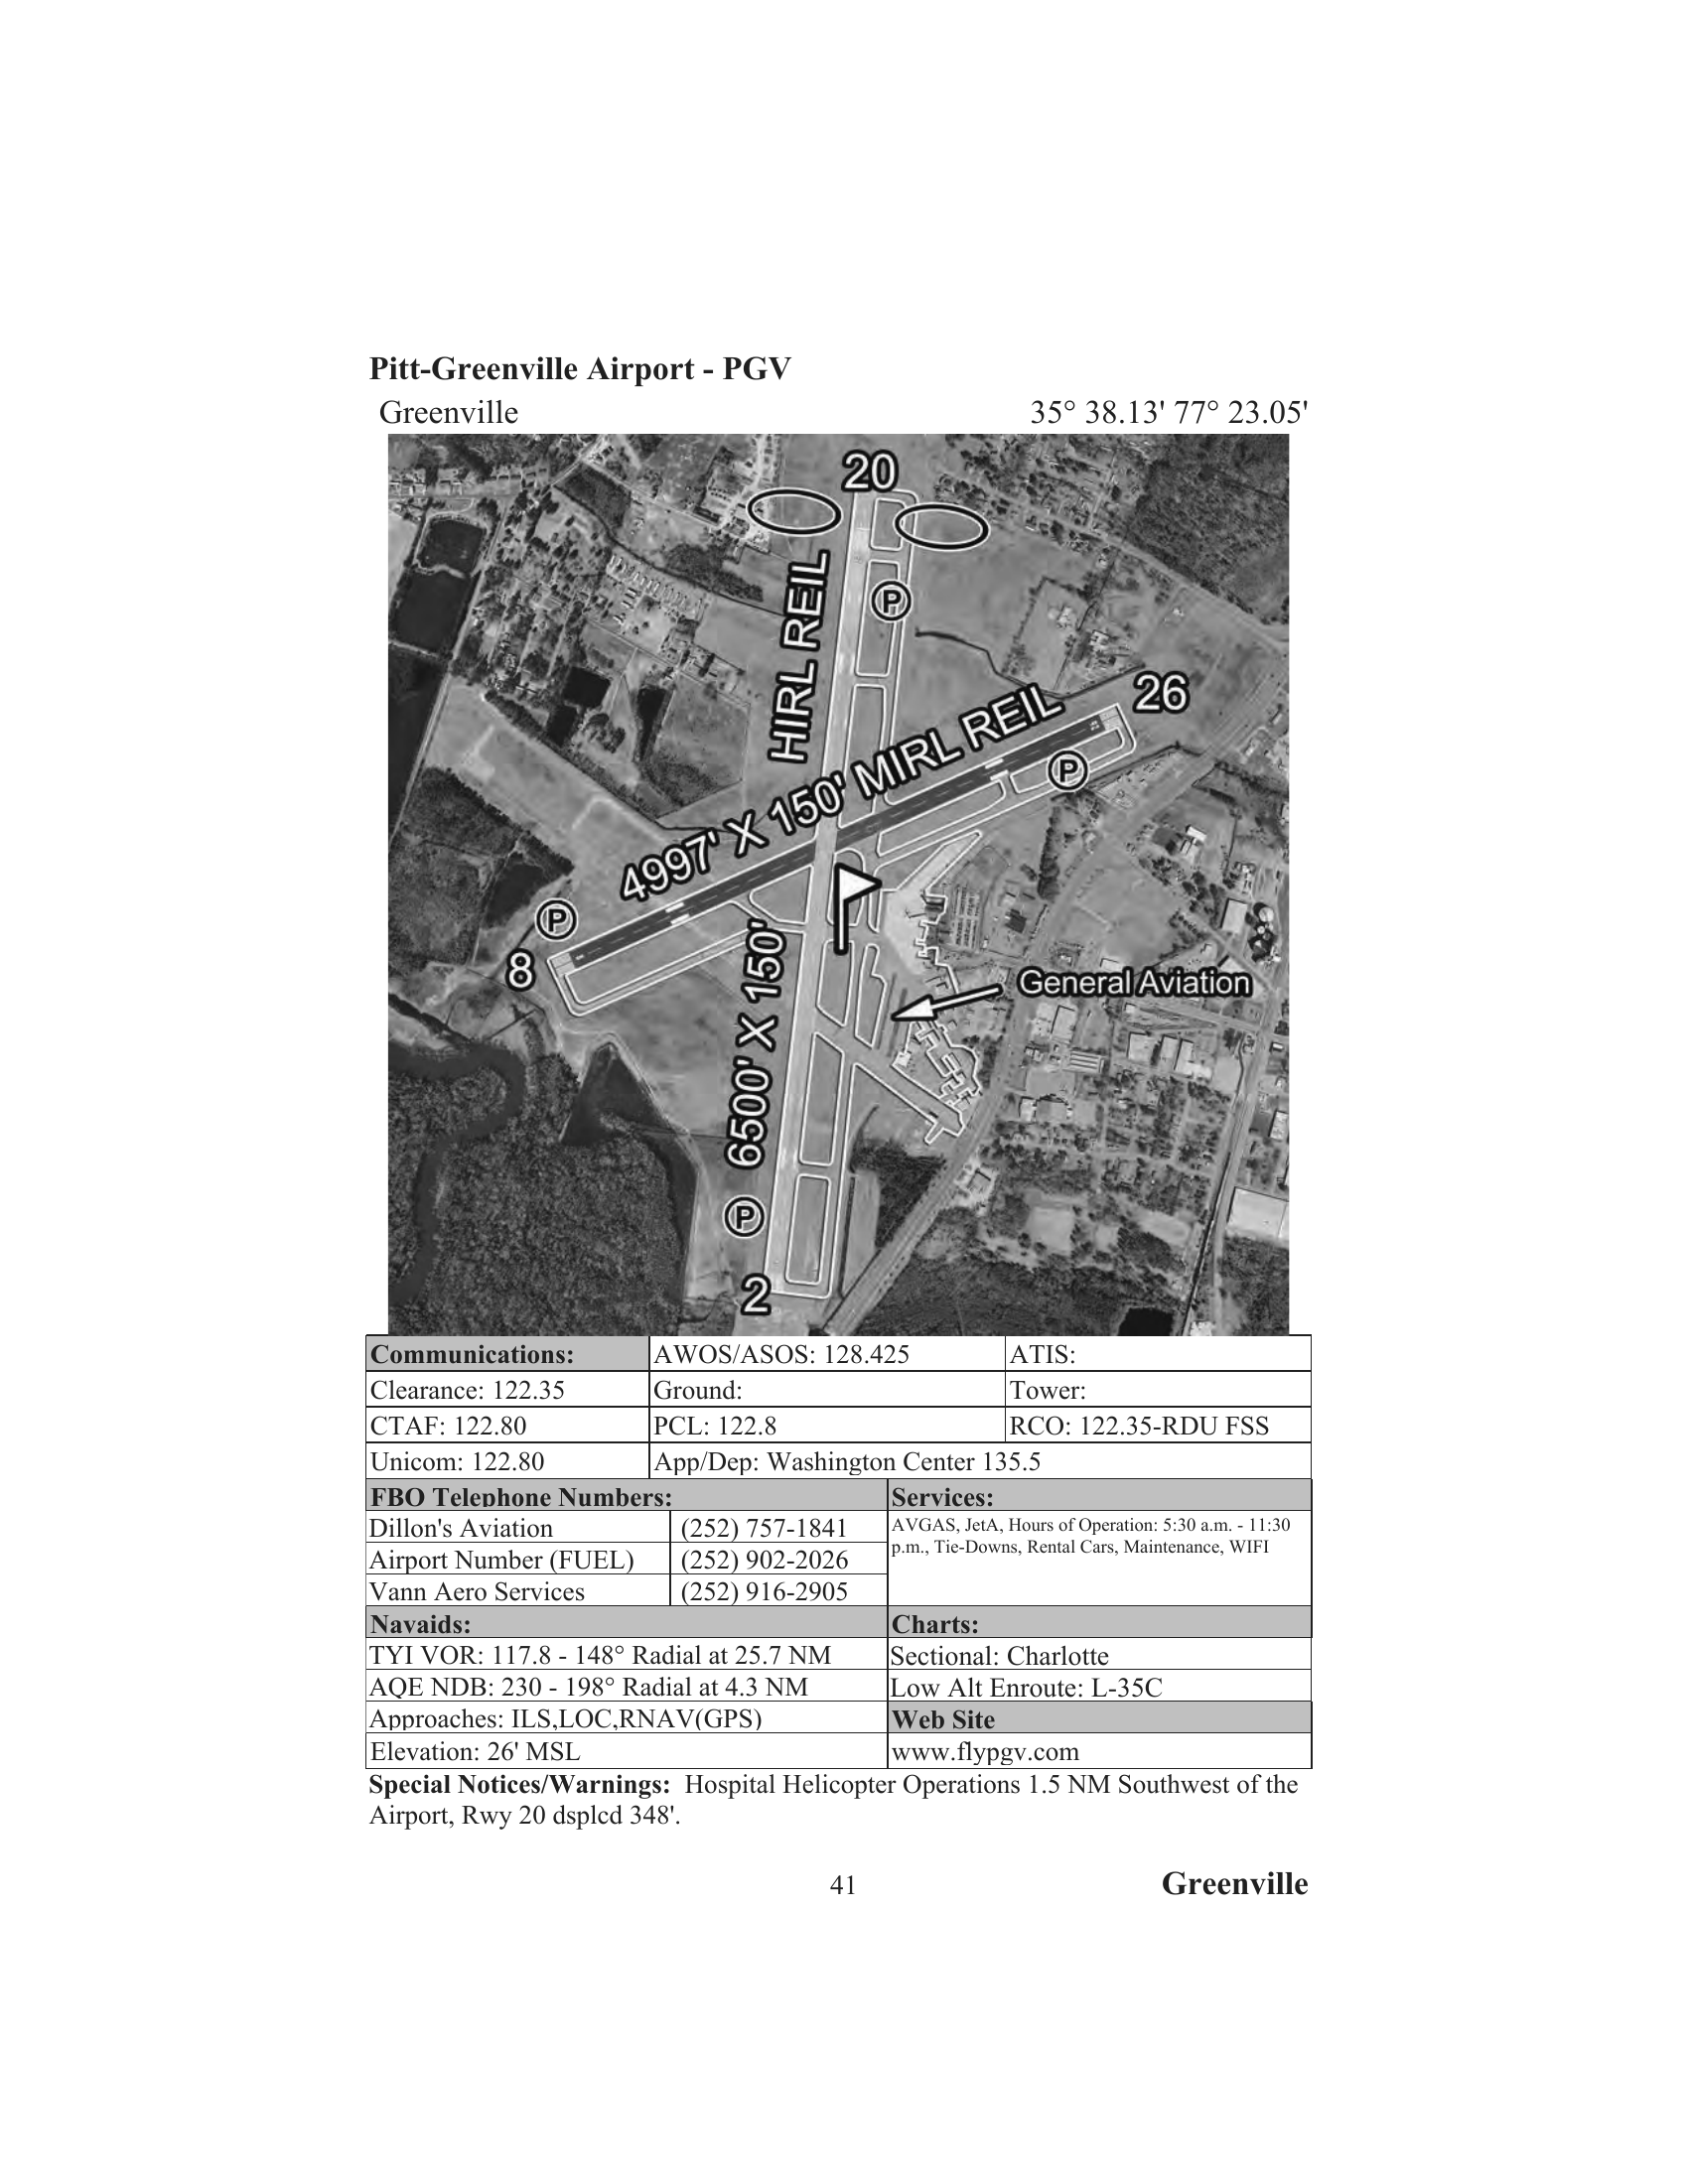 Pitt-Greenville Airport - PGV
Greenville 35° 38.13' 77° 23.05'
20
HIRL REIL
P
26
4997' X 150' MIRL REIL
P
P
8
6500' X 150'
General Aviation
P
2
Communications: AWOS/ASOS: 128.425 ATIS:
Clearance: 122.35 Ground: Tower:
CTAF: 122.80 PCL: 122.8 RCO: 122.35-RDU FSS
Unicom: 122.80 App/Dep: Washington Center 135.5
FBO Telephone Numbers: Services:
Dillon's Aviation (252) 757-1841 AVGAS, JetA, Hours of Operation: 5:30 a.m. - 11:30
Airport Number (FUEL) (252) 902-2026 p.m., Tie-Downs, Rental Cars, Maintenance, WIFI
Vann Aero Services (252) 916-2905
Navaids: Charts:
TYI VOR: 117.8 - 148° Radial at 25.7 NM Sectional: Charlotte
AQE NDB: 230 - 198° Radial at 4.3 NM Low Alt Enroute: L-35C
Approaches: ILS,LOC,RNAV(GPS) Web Site
Elevation: 26' MSL www.flypgv.com
Special Notices/Warnings: Hospital Helicopter Operations 1.5 NM Southwest of the
Airport, Rwy 20 dsplcd 348'.
41 Greenville